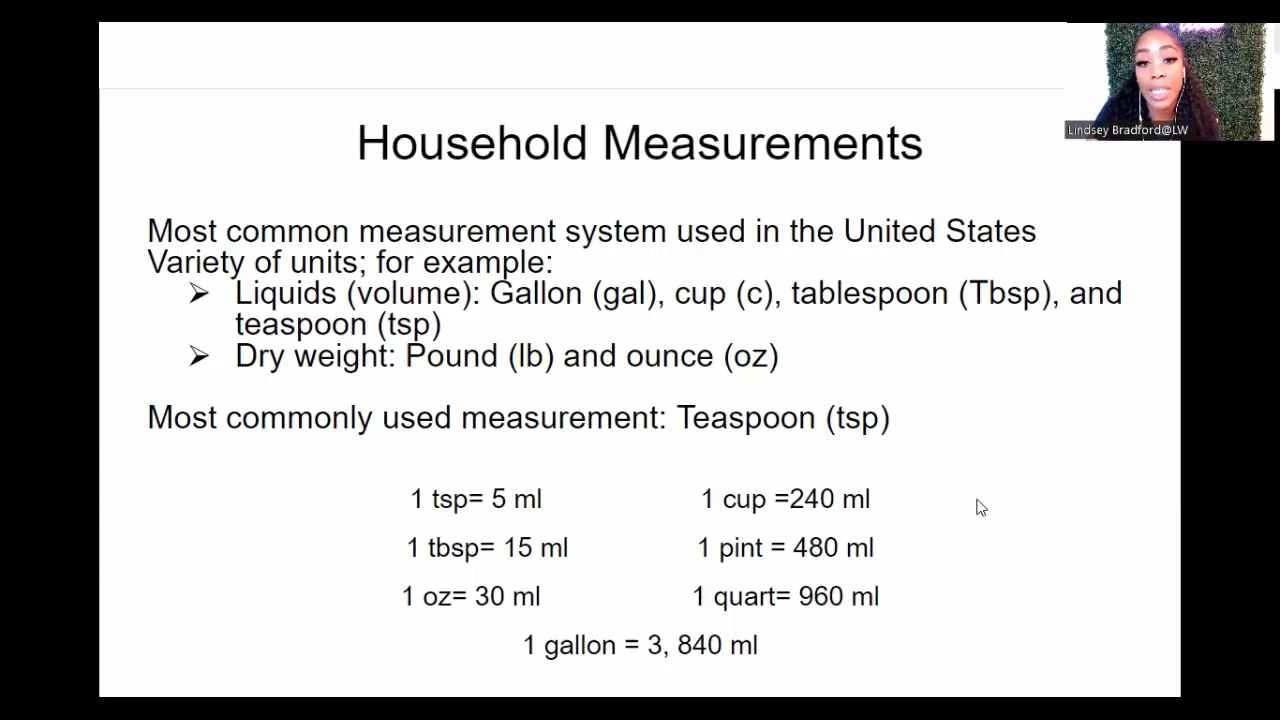 Lindsey Bradford@LW
Household Measurements
Most common measurement system used in the United States
Variety of units; for example:
➢ Liquids (volume): Gallon (gal), cup (c), tablespoon (Tbsp), and
teaspoon (tsp)
➢ Dry weight: Pound (lb) and ounce (oz)
Most commonly used measurement: Teaspoon (tsp)
1 tsp= 5 ml
1 cup =240 ml
1 tbsp= 15 ml
1 pint = 480 ml
1 oz= 30 ml
1 quart= 960 ml
1 gallon = 3, 840 ml